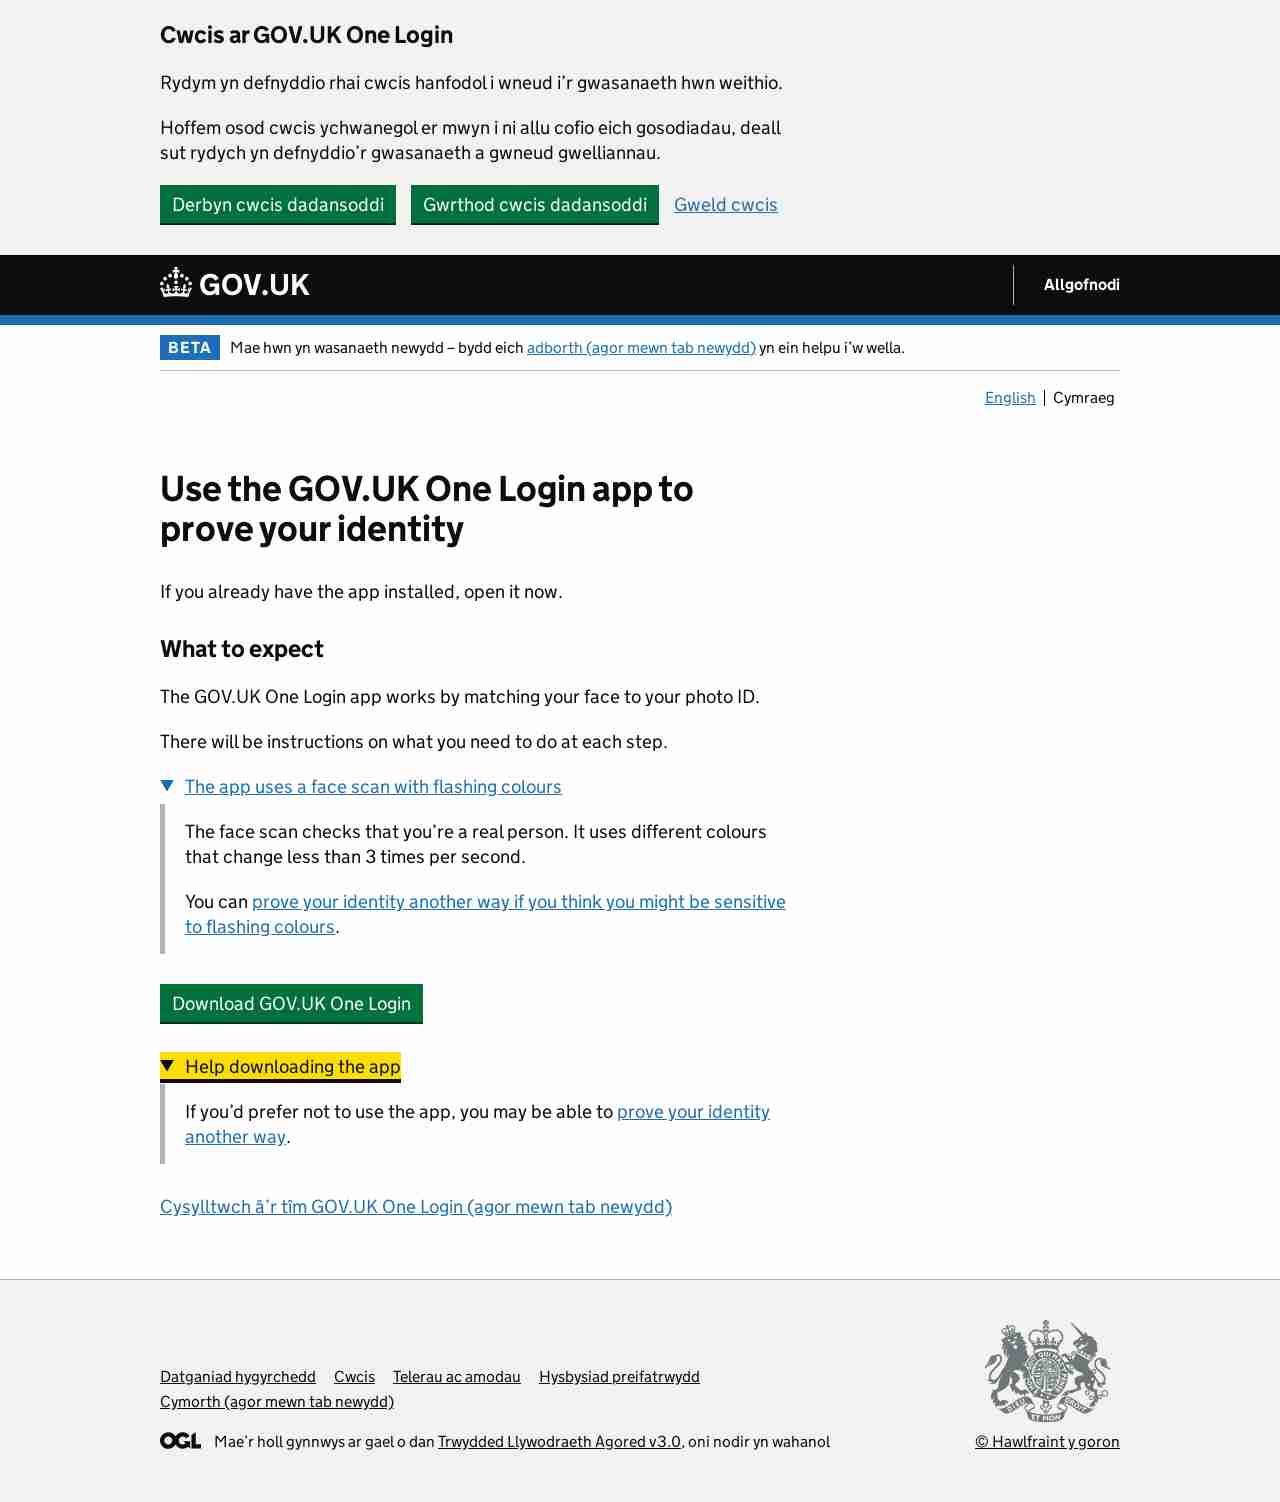 Cwcis ar GOV.UK One Login
Rydym yn defnyddio rhai cwcis hanfodol i wneud i’r gwasanaeth hwn weithio.
Hoffem osod cwcis ychwanegol er mwyn i ni allu cofio eich gosodiadau, deall
sut rydych yn defnyddio’r gwasanaeth a gwneud gwelliannau.
Derbyn cwcis dadansoddi Gwrthod cwcis dadansoddi Gweld cwcis
GOV.UK Allgofnodi
BETA Mae hwn yn wasanaeth newydd – bydd eich adborth (agor mewn tab newydd) yn ein helpu i’w wella.
English Cymraeg
Use the GOV.UK One Login app to
prove your identity
If you already have the app installed, open it now.
What to expect
The GOV.UK One Login app works by matching your face to your photo ID.
There will be instructions on what you need to do at each step.
The app uses a face scan with flashing colours
The face scan checks that you’re a real person. It uses different colours
that change less than 3 times per second.
You can prove your identity another way if you think you might be sensitive
to flashing colours.
Download GOV.UK One Login
Help downloading the app
If you’d prefer not to use the app, you may be able to prove your identity
another way.
Cysylltwch â’r tîm GOV.UK One Login (agor mewn tab newydd)
Datganiad hygyrchedd Cwcis Telerau ac amodau Hysbysiad preifatrwydd
Cymorth (agor mewn tab newydd)
OGL Mae’r holl gynnwys ar gael o dan Trwydded Llywodraeth Agored v3.0, oni nodir yn wahanol
© Hawlfraint y goron